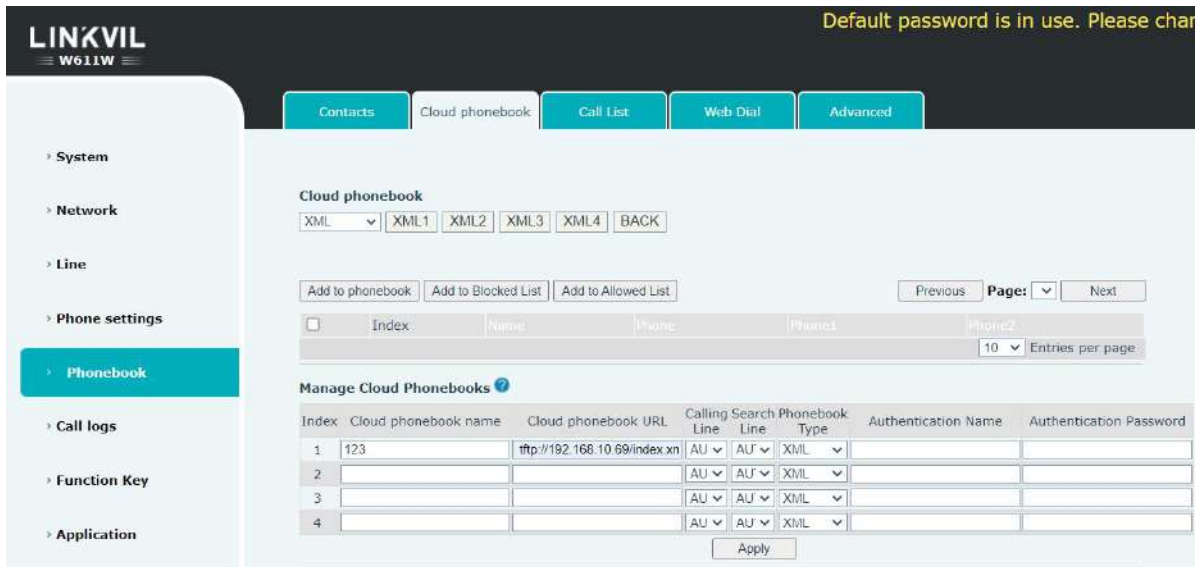 Default password is in use. Please char
LINKVIL
W611W
Contacts Cloud phonebook Call List Web Dial Advanced
System
Network
Line
Phone settings
Phonebook
Call logs
Function Key
Application
Cloud phonebook
XML XML1 XML2 XML3 XML4 BACK
Add to phonebook Add to Blocked List Add to Allowed List Previous Page: Next
Index Name Phone Phone1 Phone2
10 Entries per page
Manage Cloud Phonebooks
Index Cloud phonebook name Cloud phonebook URL Calling Line Search Line Phonebook Type Authentication Name Authentication Password
1 123 tftp://192.168.10.69/index.xn AU AU XML
2 AU AU XML
3 AU AU XML
4 AU AU XML
Apply